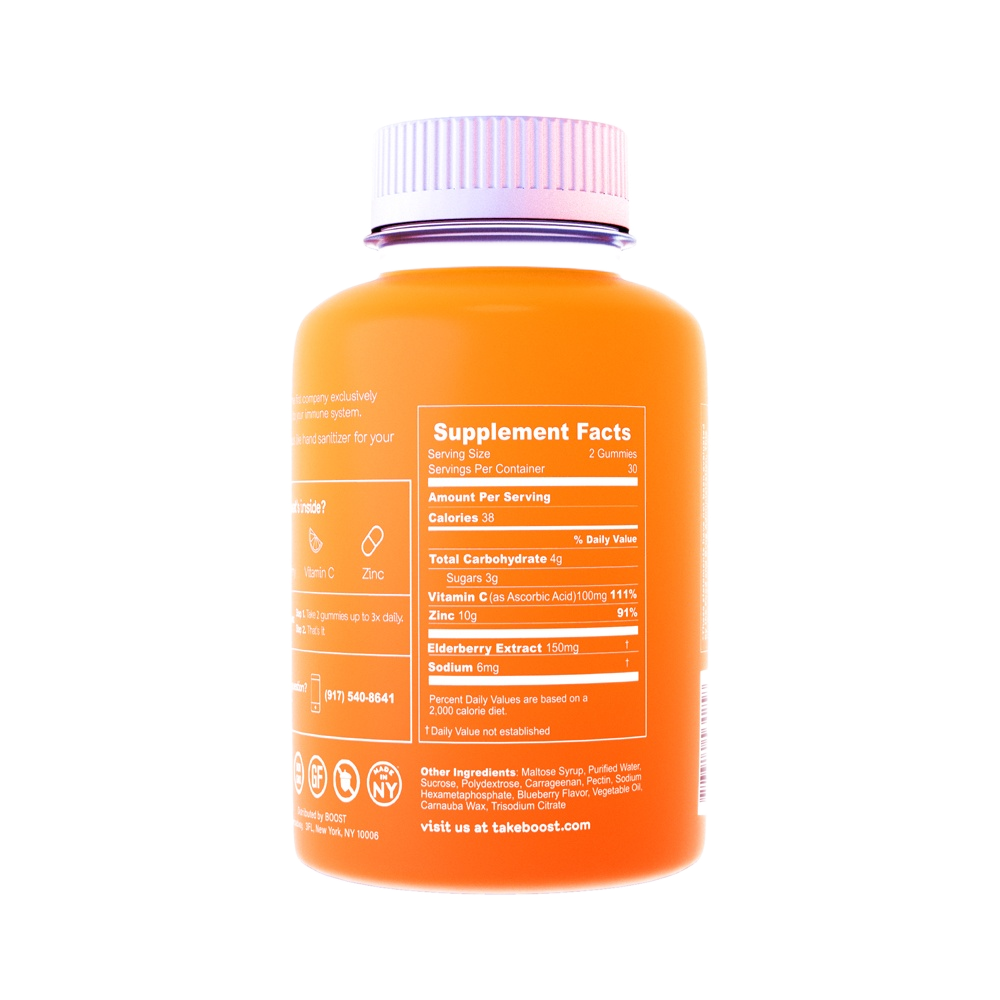 company exclusively
immune system.
hand sanitizer for your
inside?
Vitamin C
Zinc
Step 1. Take 2 gummies up to 3x daily.
Step 2. That's it
(917) 540-8641
GF
MADE
IN
NY
Distributed by BOOST
3FL, New York, NY 10006
Supplement Facts
Serving Size 2 Gummies
Servings Per Container 30
Amount Per Serving
Calories 38
% Daily Value
Total Carbohydrate 4g
Sugars 3g
Vitamin C (as Ascorbic Acid)100mg 111%
Zinc 10g 91%
Elderberry Extract 150mg †
Sodium 6mg †
Percent Daily Values are based on a
2,000 calorie diet.
† Daily Value not established
Other Ingredients: Maltose Syrup, Purified Water,
Sucrose, Polydextrose, Carrageenan, Pectin, Sodium
Hexametaphosphate, Blueberry Flavor, Vegetable Oil,
Carnauba Wax, Trisodium Citrate
visit us at takeboost.com